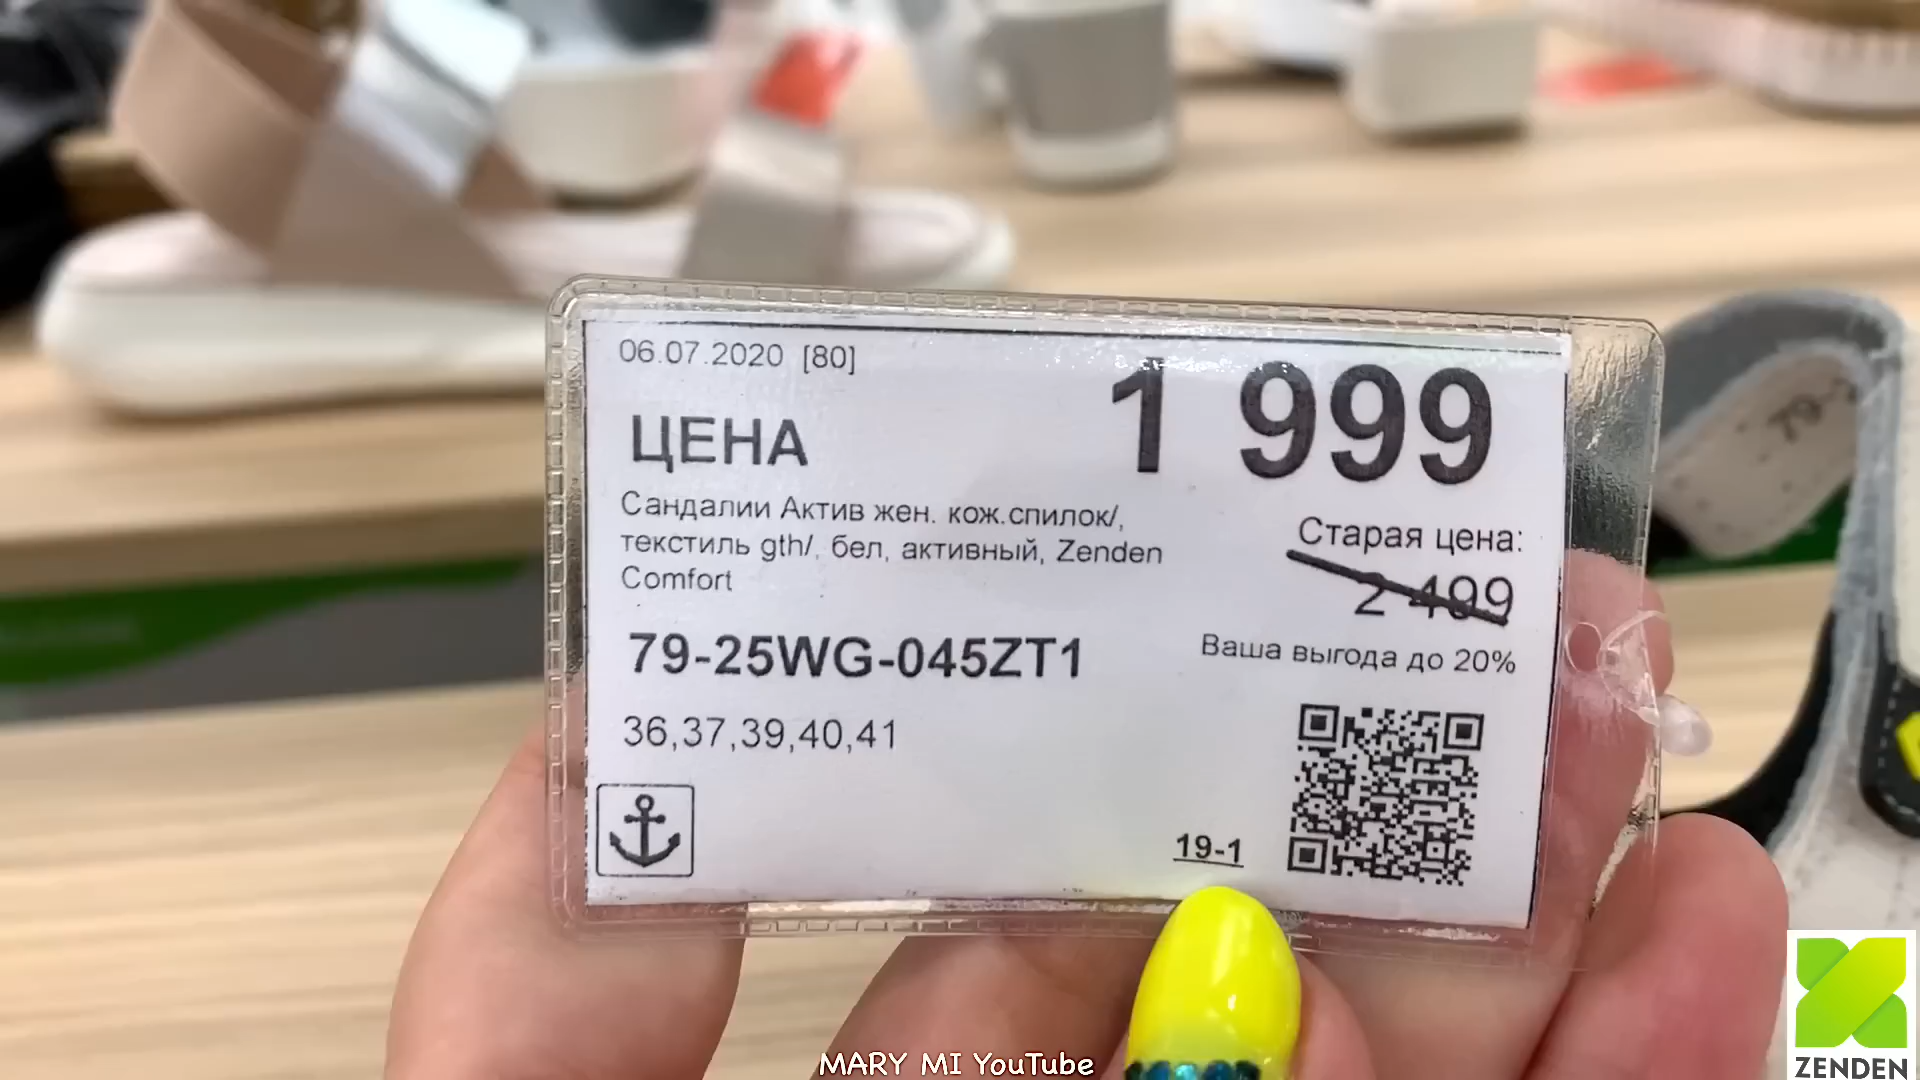 06.07.2020 [80]
ЦЕНА
1 999
Сандалии Актив жен. кож.спилок/,
текстиль gth/, бел, активный, Zenden
Comfort
Старая цена:
2 499
Ваша выгода до 20%
79-25WG-045ZT1
36,37,39,40,41
19-1
MARY MI YouTube
ZENDEN